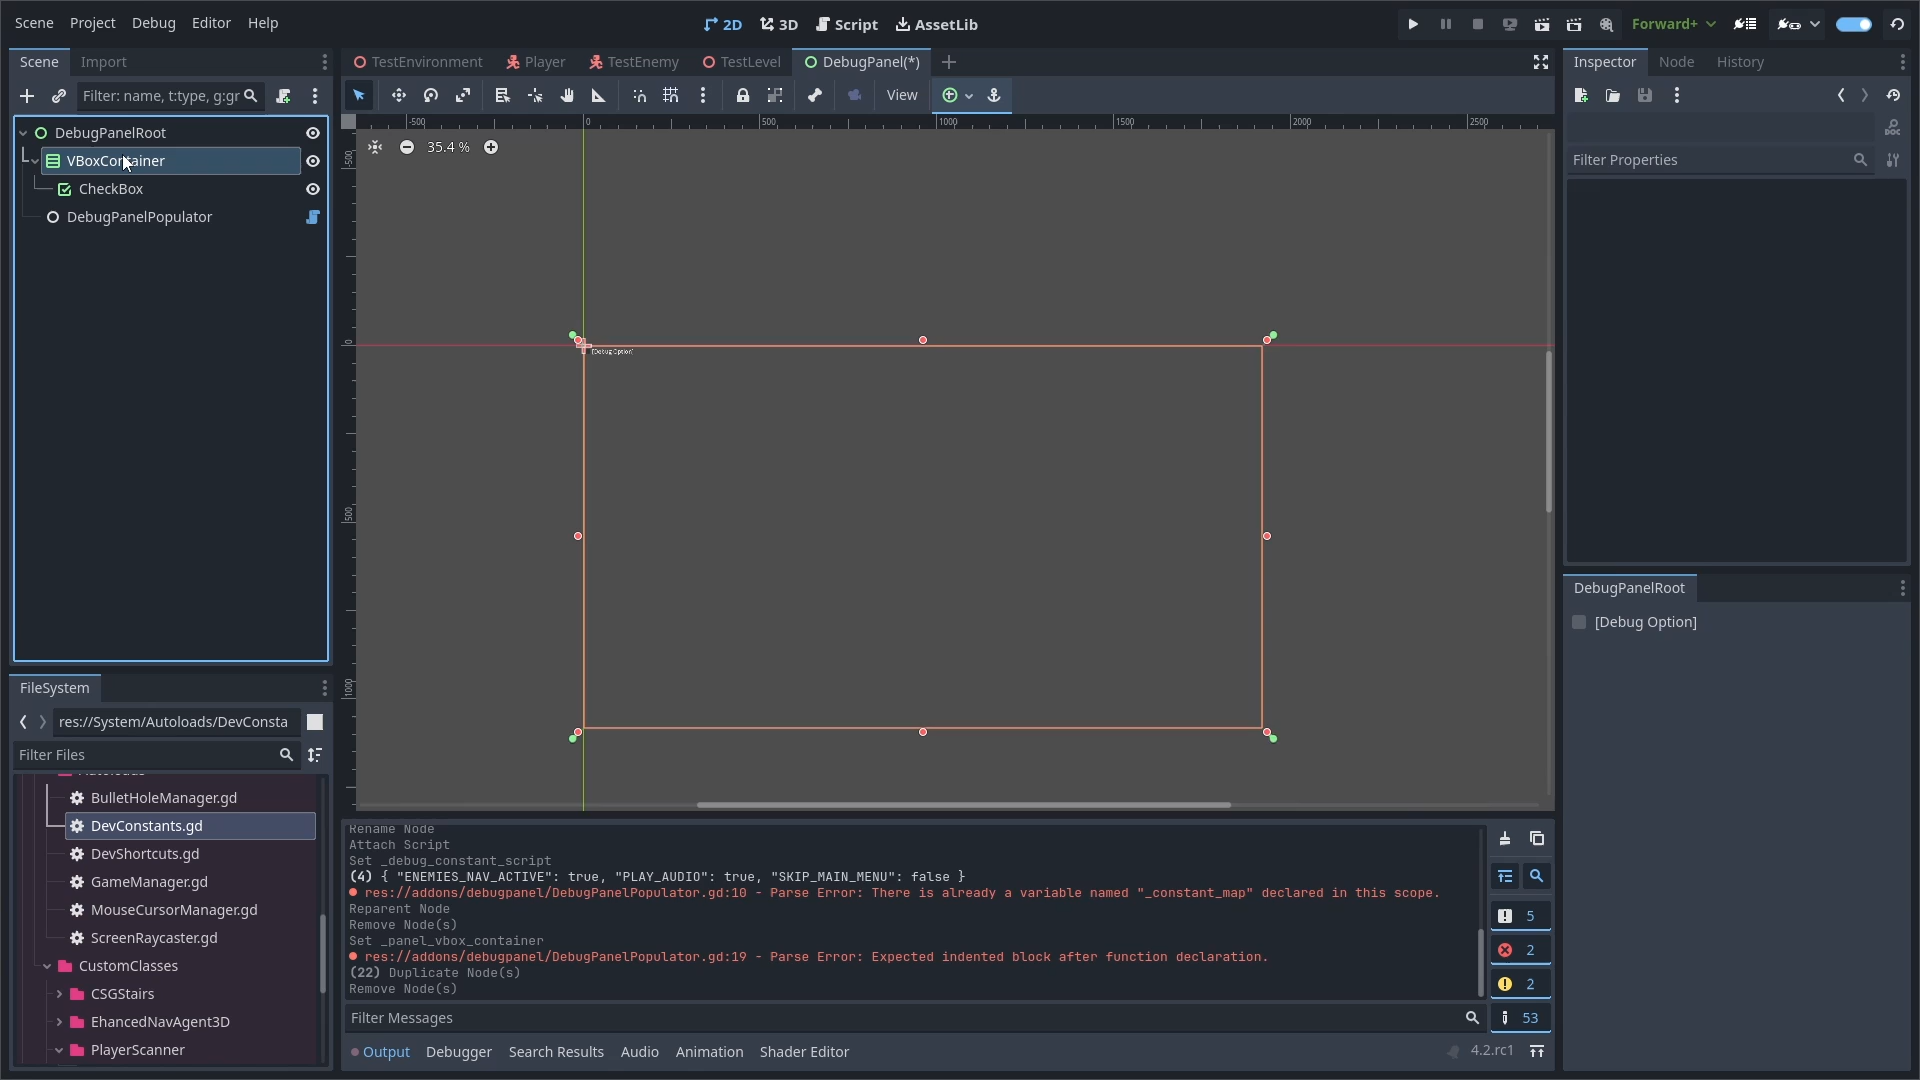 Scene Project Debug Editor Help
2D 3D Script AssetLib
Forward+
Scene Import
TestEnvironment Player TestEnemy TestLevel DebugPanel(*)
Inspector Node History
Filter: name, t:type, g:gr
View
DebugPanelRoot
VBoxContainer
CheckBox
DebugPanelPopulator
-500 0 500 1000 1500 2000 2500
35.4 %
-500
0
500
1000
[Debug Option]
Filter Properties
DebugPanelRoot
[Debug Option]
FileSystem
res://System/Autoloads/DevConsta
Filter Files
Autoloads
BulletHoleManager.gd
DevConstants.gd
DevShortcuts.gd
GameManager.gd
MouseCursorManager.gd
ScreenRaycaster.gd
CustomClasses
CSGStairs
EhancedNavAgent3D
PlayerScanner
Rename Node
Attach Script
Set _debug_constant_script
(4) { "ENEMIES_NAV_ACTIVE": true, "PLAY_AUDIO": true, "SKIP_MAIN_MENU": false }
res://addons/debugpanel/DebugPanelPopulator.gd:10 - Parse Error: There is already a variable named "_constant_map" declared in this scope.
Reparent Node
Remove Node(s)
Set _panel_vbox_container
res://addons/debugpanel/DebugPanelPopulator.gd:19 - Parse Error: Expected indented block after function declaration.
(22) Duplicate Node(s)
Remove Node(s)
5
2
2
53
Filter Messages
Output Debugger Search Results Audio Animation Shader Editor
4.2.rc1